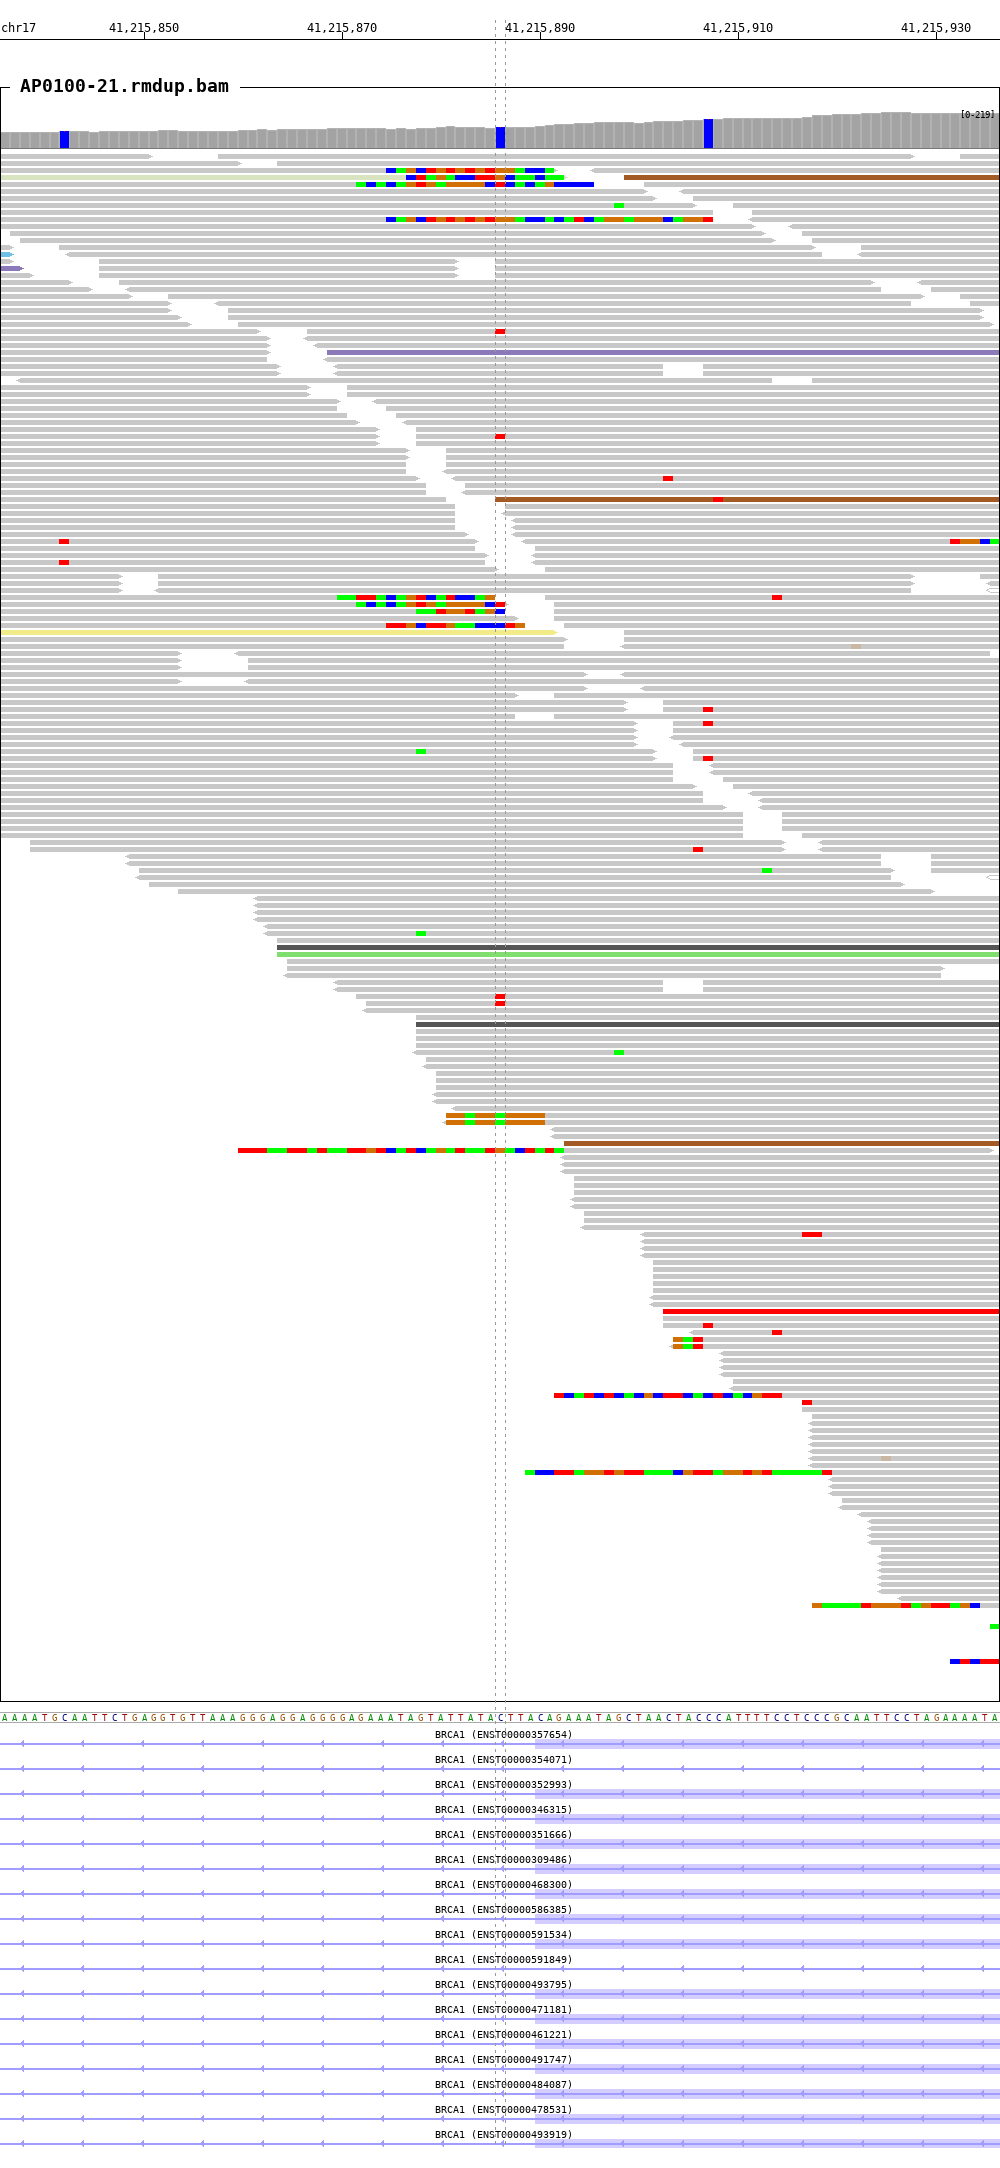 chr17 41,215,850 41,215,870 41,215,890 41,215,910 41,215,930
AP0100-21.rmdup.bam
[0-219]
AAAATGCAATTCTGAGGTGTTAAAGGGAGGAGGGGAGAAATAGTATTATACTTACAGAAATAGCTAACTACCCATTTTCCTCCCGCAATTCCTAGAAAATA
BRCA1 (ENST00000357654)
BRCA1 (ENST00000354071)
BRCA1 (ENST00000352993)
BRCA1 (ENST00000346315)
BRCA1 (ENST00000351666)
BRCA1 (ENST00000309486)
BRCA1 (ENST00000468300)
BRCA1 (ENST00000586385)
BRCA1 (ENST00000591534)
BRCA1 (ENST00000591849)
BRCA1 (ENST00000493795)
BRCA1 (ENST00000471181)
BRCA1 (ENST00000461221)
BRCA1 (ENST00000491747)
BRCA1 (ENST00000484087)
BRCA1 (ENST00000478531)
BRCA1 (ENST00000493919)